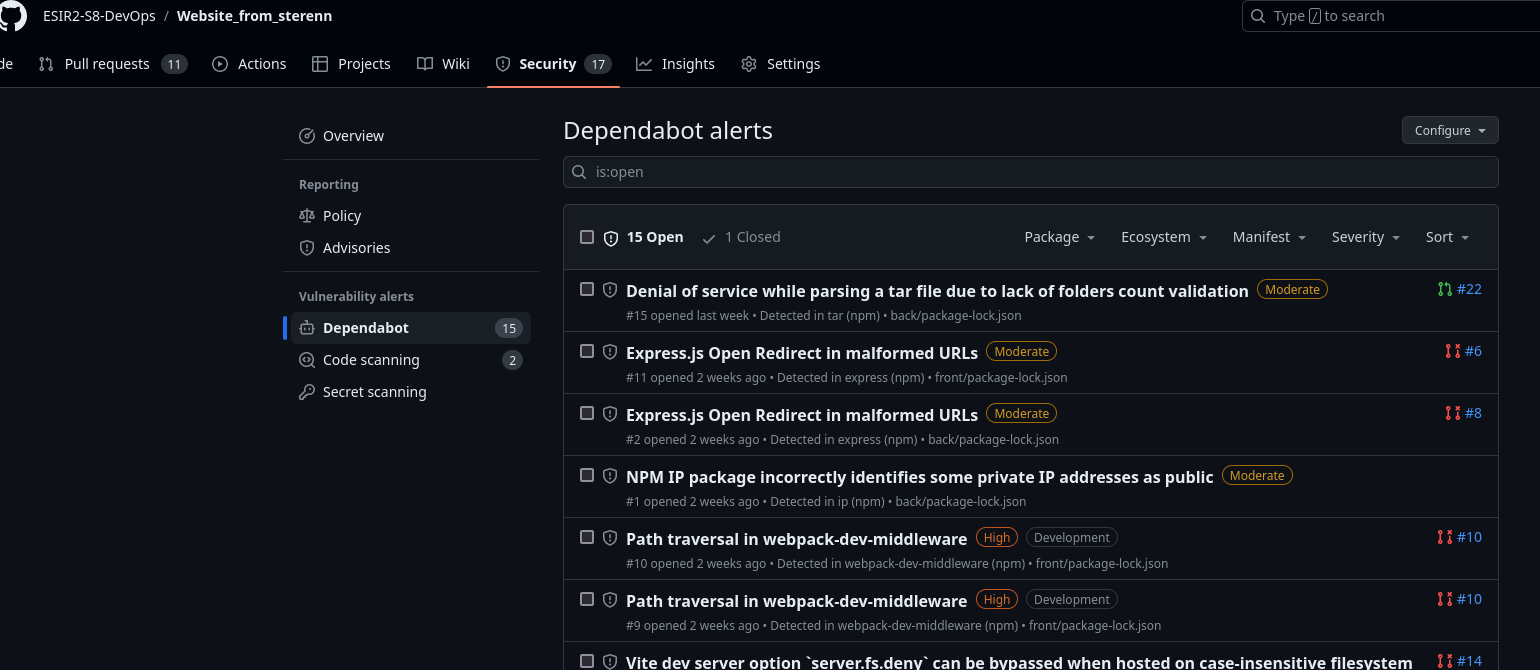 ESIR2-S8-DevOps / Website_from_sterenn
Type / to search
de Pull requests 11 Actions Projects Wiki Security 17 Insights Settings
Overview
Reporting
Policy
Advisories
Vulnerability alerts
Dependabot 15
Code scanning 2
Secret scanning
Dependabot alerts
Configure
is:open
15 Open 1 Closed Package Ecosystem Manifest Severity Sort
Denial of service while parsing a tar file due to lack of folders count validation Moderate #22
#15 opened last week • Detected in tar (npm) • back/package-lock.json
Express.js Open Redirect in malformed URLs Moderate #6
#11 opened 2 weeks ago • Detected in express (npm) • front/package-lock.json
Express.js Open Redirect in malformed URLs Moderate #8
#2 opened 2 weeks ago • Detected in express (npm) • back/package-lock.json
NPM IP package incorrectly identifies some private IP addresses as public Moderate
#1 opened 2 weeks ago • Detected in ip (npm) • back/package-lock.json
Path traversal in webpack-dev-middleware High Development #10
#10 opened 2 weeks ago • Detected in webpack-dev-middleware (npm) • front/package-lock.json
Path traversal in webpack-dev-middleware High Development #10
#9 opened 2 weeks ago • Detected in webpack-dev-middleware (npm) • front/package-lock.json
Vite dev server option `server.fs.deny` can be bypassed when hosted on case-insensitive filesystem #14